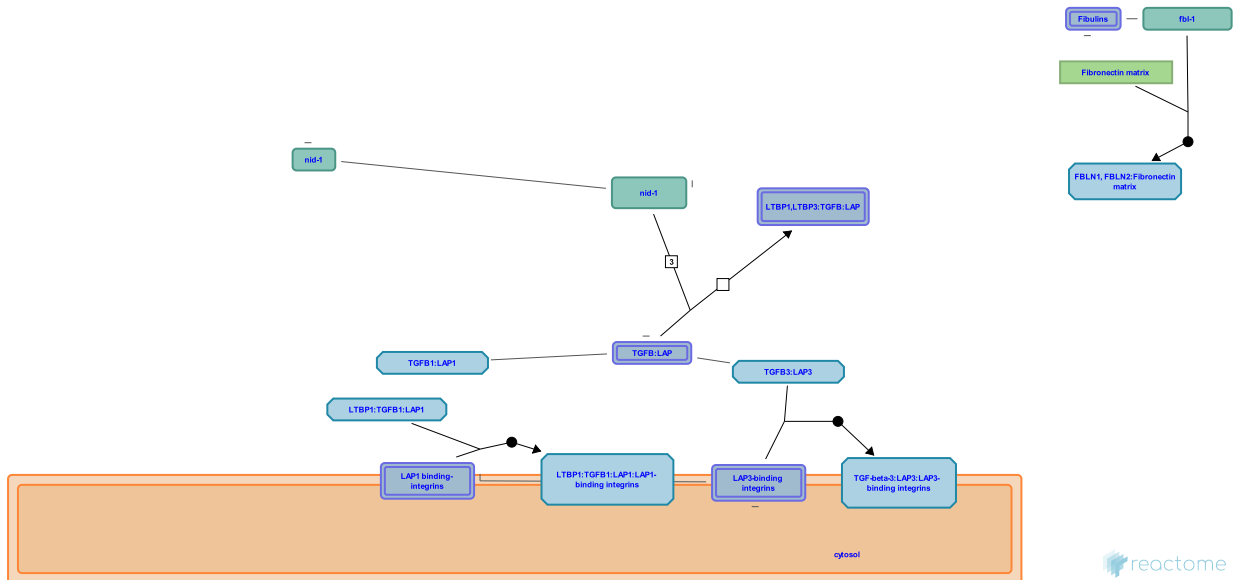 Fibulins
fbl-1
Fibronectin matrix
nid-1
FBLN1, FBLN2:Fibronectin
matrix
nid-1
LTBP1,LTBP3:TGFB:LAP
3
TGFB:LAP
TGFB1:LAP1
TGFB3:LAP3
LTBP1:TGFB1:LAP1
LAP1 binding-
integrins
LTBP1:TGFB1:LAP1:LAP1-
binding integrins
LAP3-binding
integrins
TGF-beta-3:LAP3:LAP3-
binding integrins
cytosol
reactome